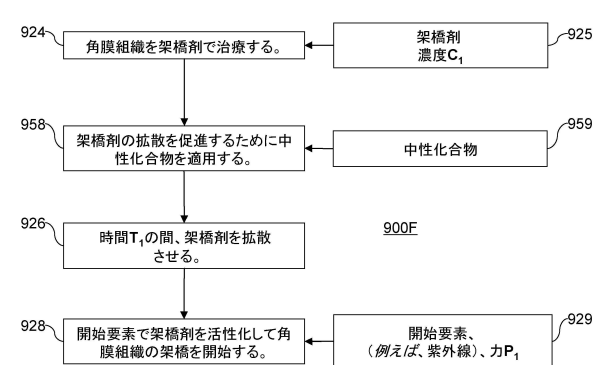 924
角膜組織を架橋剤で治療する。
架橋剤
濃度C₁
925
958
架橋剤の拡散を促進するために中
性化合物を適用する。
中性化合物
959
926
時間T₁の間、架橋剤を拡散
させる。
900F
928
開始要素で架橋剤を活性化して角
膜組織の架橋を開始する。
開始要素、
(例えば、紫外線)、力P₁
929